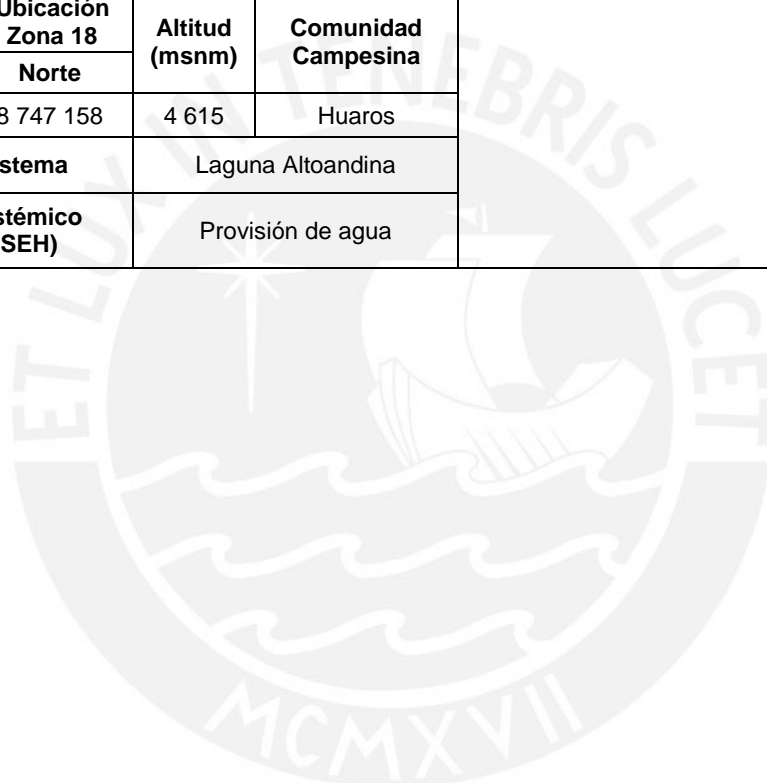 Ubicación
Zona 18
Altitud
(msnm)
Comunidad
Campesina
Norte
8 747 158
4 615
Huaros
stema
Laguna Altoandina
stémico
SEH)
Provisión de agua
ET LUX IN TENEBRIS LUCET
MCMXVII